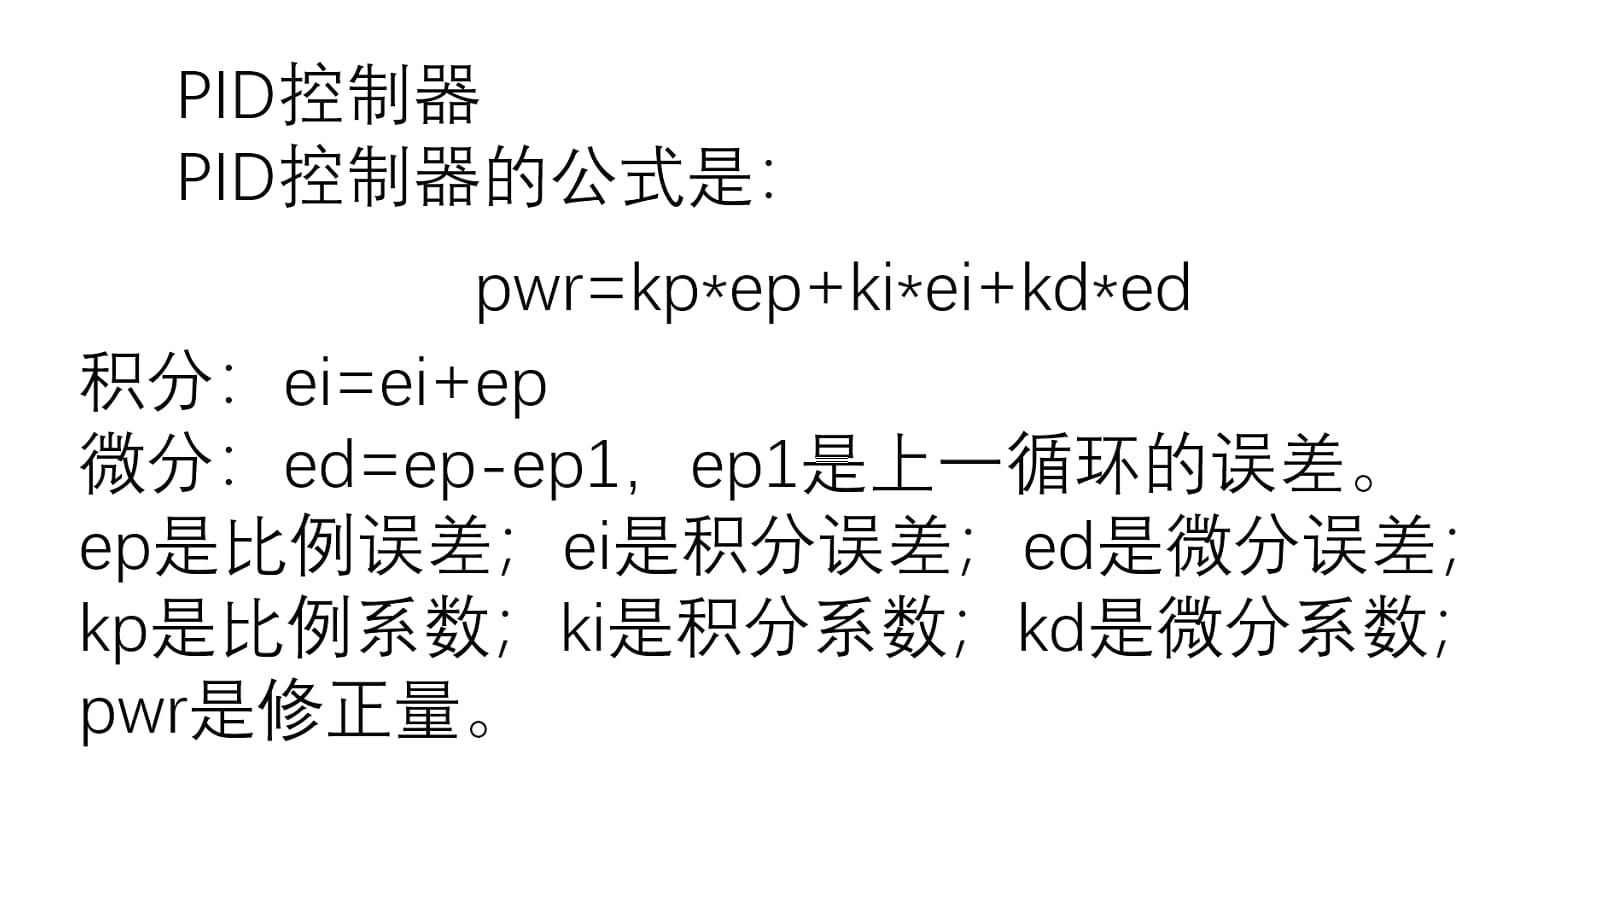 PID控制器
PID控制器的公式是：
pwr=kp*ep+ki*ei+kd*ed
积分：ei=ei+ep
微分：ed=ep-ep1，ep1是上一循环的误差。
ep是比例误差；ei是积分误差；ed是微分误差；
kp是比例系数；ki是积分系数；kd是微分系数；
pwr是修正量。